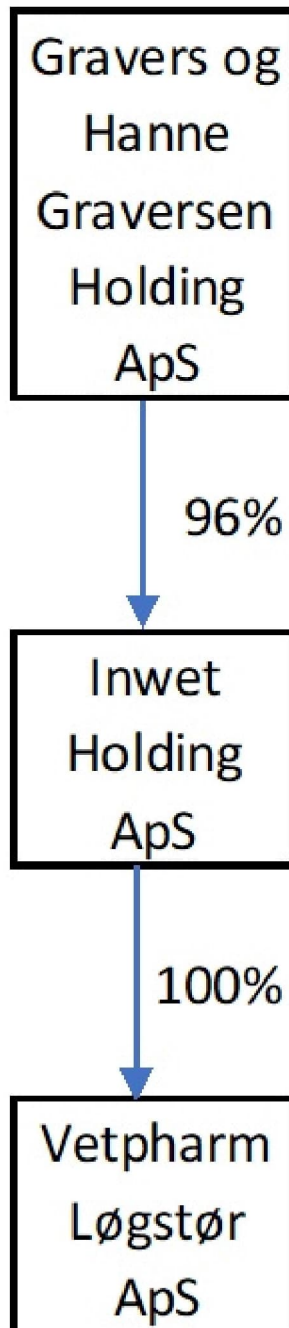 Gravers og
Hanne
Graversen
Holding
ApS
96%
Inwet
Holding
ApS
100%
Vetpharm
Løgstør
ApS